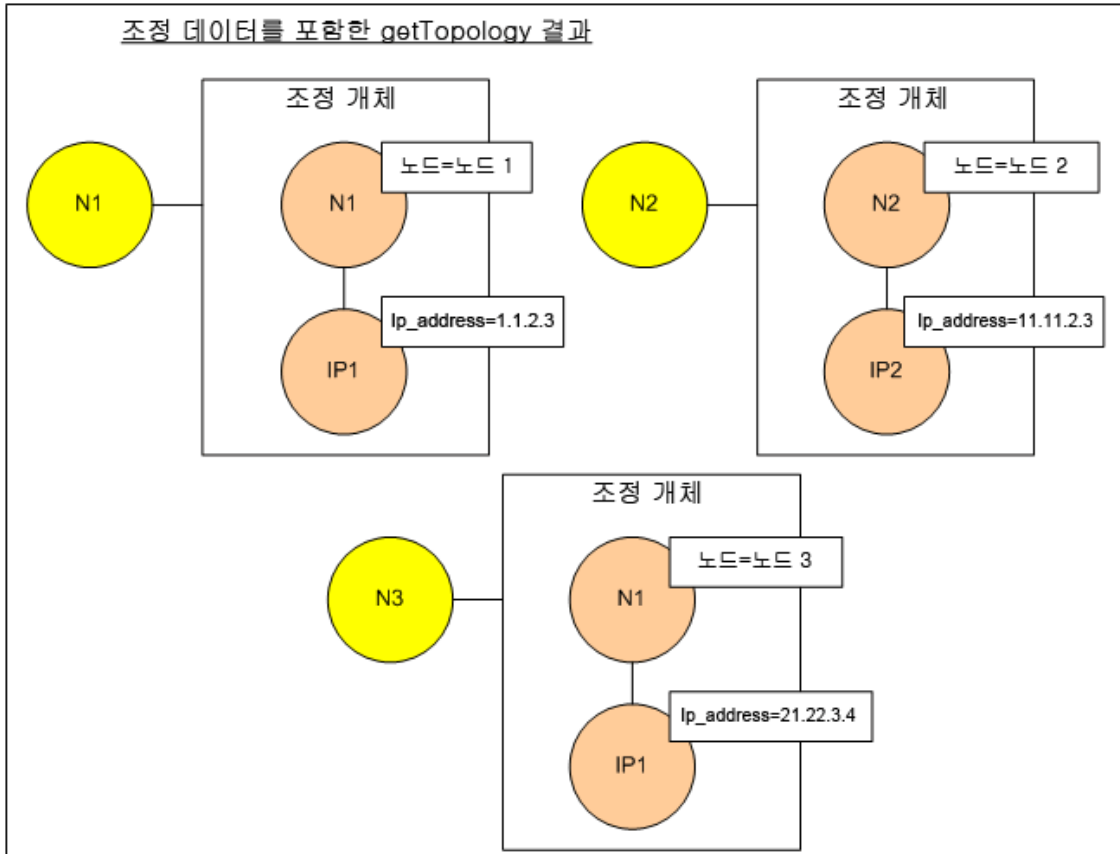 조정 데이터를 포함한 getTopology 결과
조정 개체
노드=노드 1
N1
N1
Ip_address=1.1.2.3
IP1
조정 개체
노드=노드 2
N2
N2
Ip_address=11.11.2.3
IP2
조정 개체
노드=노드 3
N3
N1
Ip_address=21.22.3.4
IP1